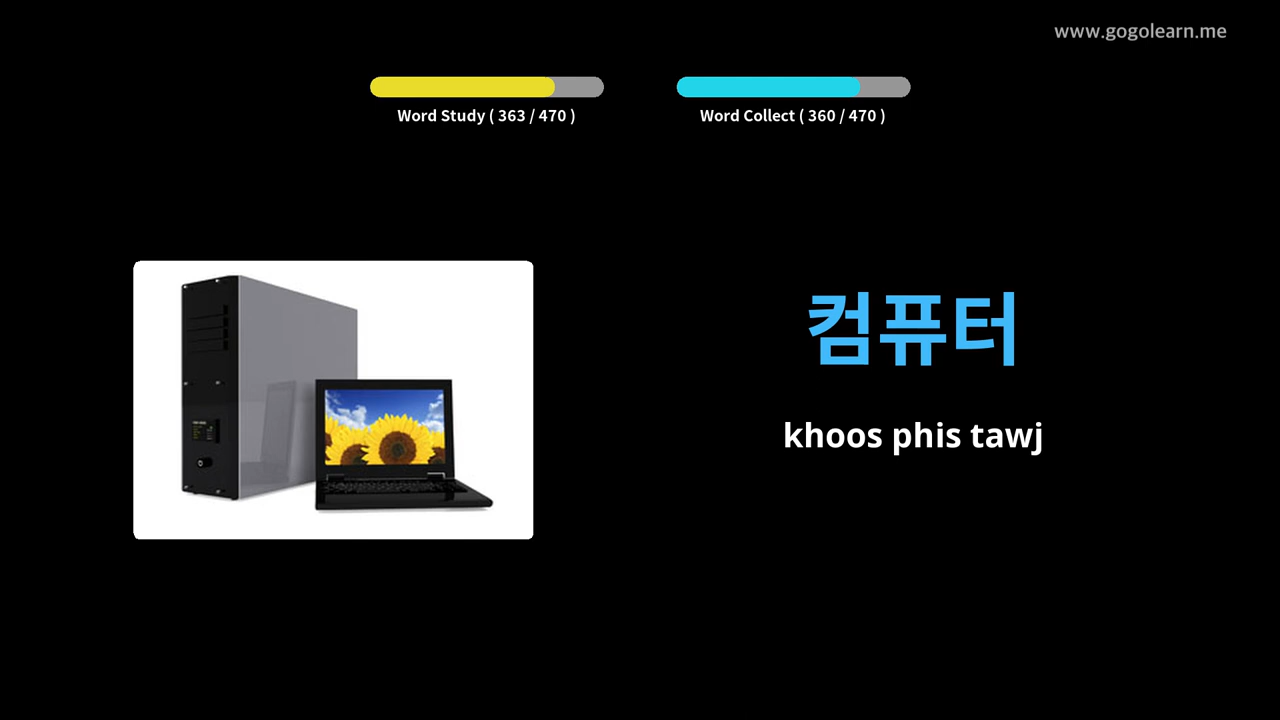 www.gogolearn.me
Word Study ( 363 / 470 )
Word Collect ( 360 / 470 )
컴퓨터
khoos phis tawj